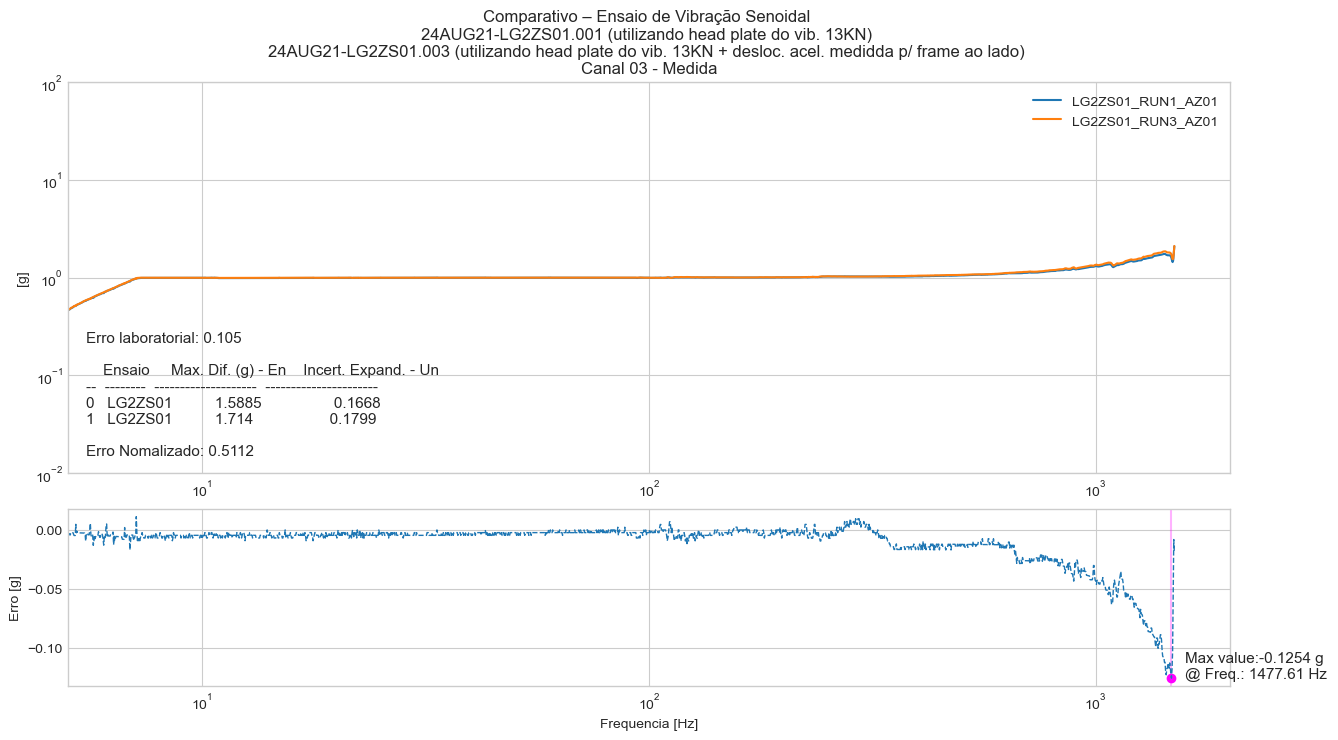 Comparativo – Ensaio de Vibração Senoidal
24AUG21-LG2ZS01.001 (utilizando head plate do vib. 13KN)
24AUG21-LG2ZS01.003 (utilizando head plate do vib. 13KN + desloc. acel. medidda p/ frame ao lado)
Canal 03 - Medida
10^2
10^1
10^0
10^-1
10^-2
[g]
LG2ZS01_RUN1_AZ01
LG2ZS01_RUN3_AZ01
Erro laboratorial: 0.105
Ensaio Max. Dif. (g) - En Incert. Expand. - Un
-- -------- --------------------- -----------------------
0 LG2ZS01 1.5885 0.1668
1 LG2ZS01 1.714 0.1799
Erro Nomalizado: 0.5112
10^1 10^2 10^3
0.00
−0.05
−0.10
Erro [g]
Max value:-0.1254 g
@ Freq.: 1477.61 Hz
10^1 10^2 10^3
Frequencia [Hz]